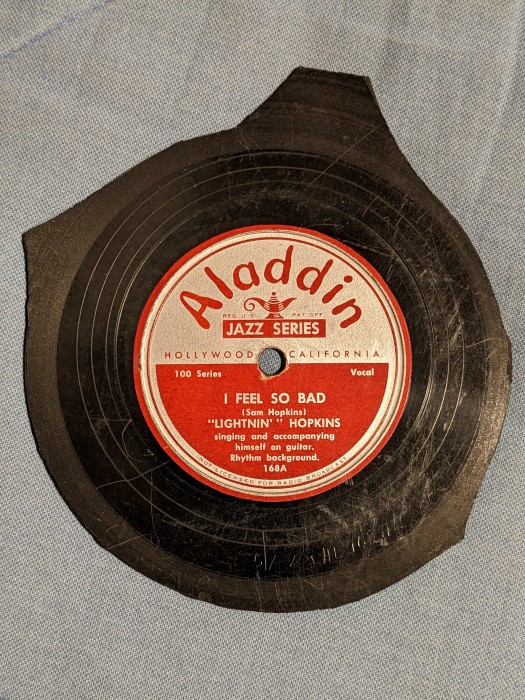 Aladdin
REG. U.S. PAT. OFF.
JAZZ SERIES
HOLLYWOOD CALIFORNIA
100 Series Vocal
I FEEL SO BAD
(Sam Hopkins)
"LIGHTNIN' " HOPKINS
singing and accompanying
himself on guitar.
Rhythm background.
168A
NOT LICENSED FOR RADIO BROADCAST